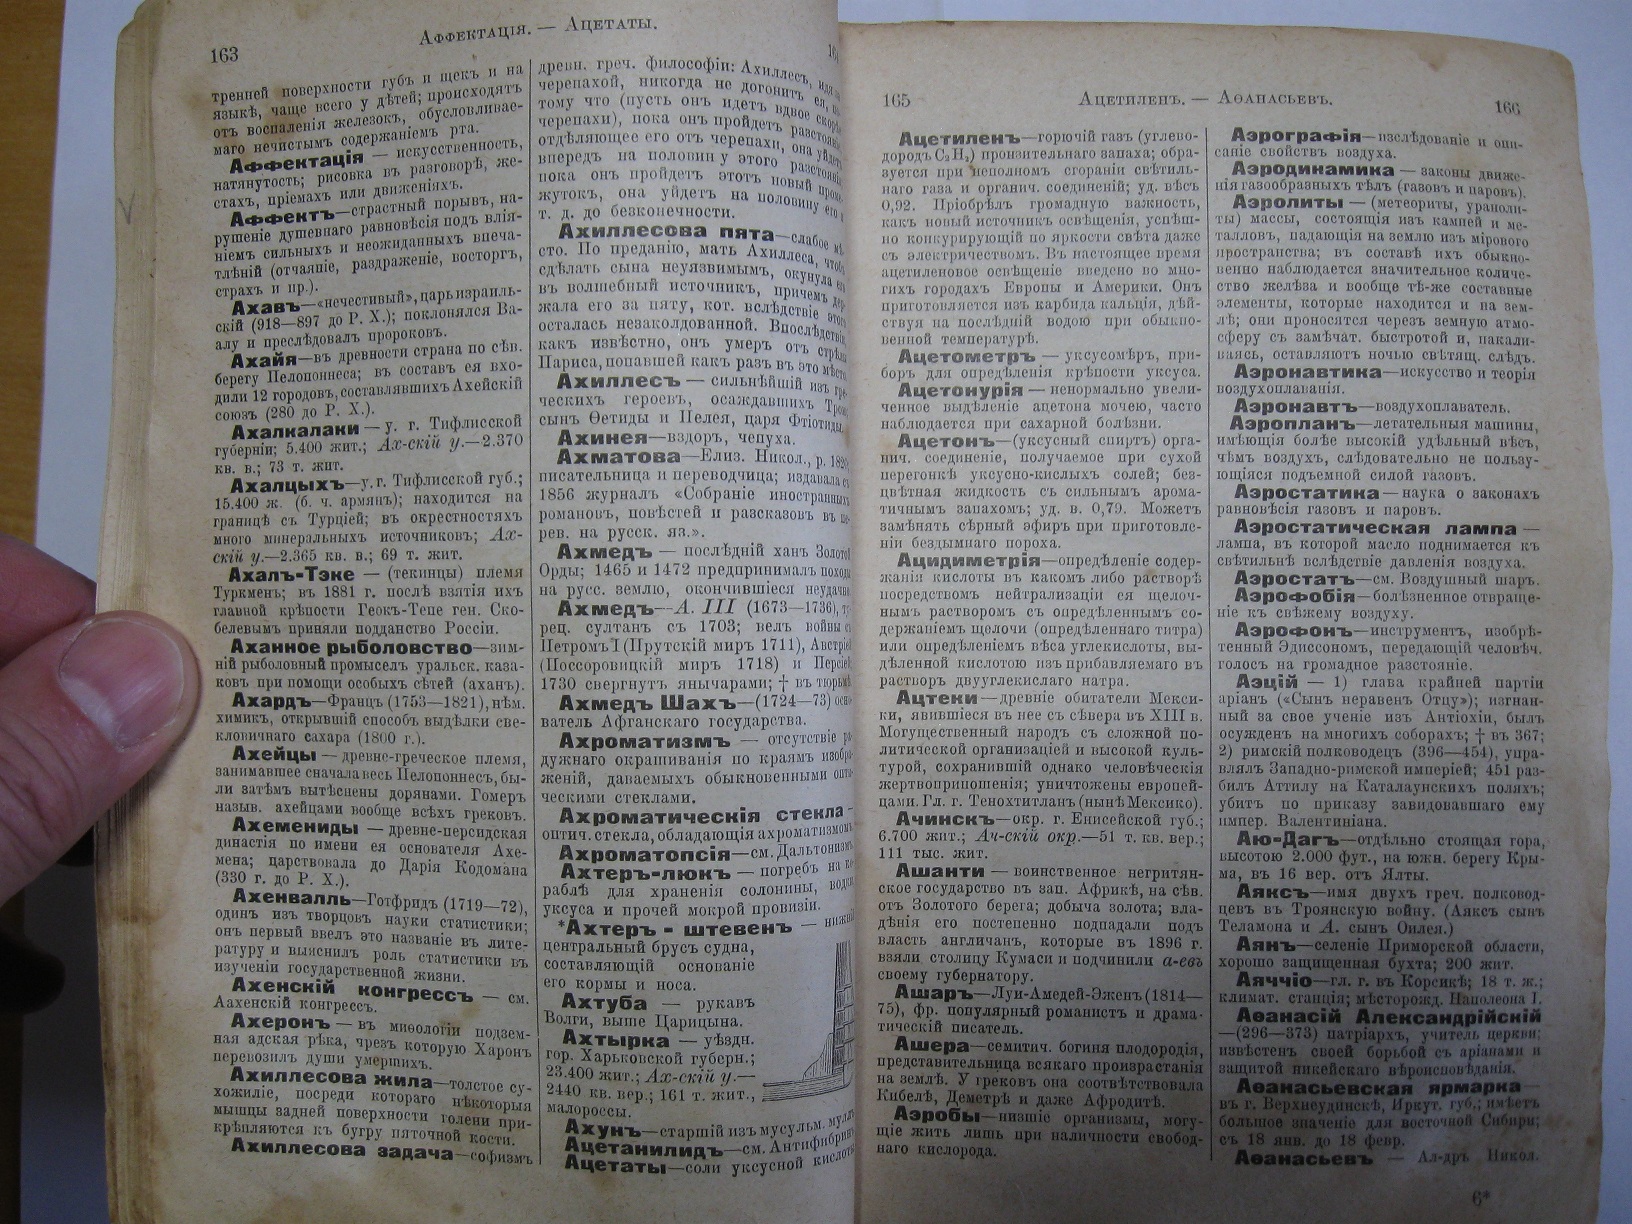 163
Аффектація. — Ацетаты.
тренней поверхности губъ и щекъ и на
языкѣ, чаще всего у дѣтей; происходятъ
отъ воспаленія железокъ, обусловливае-
маго нечистымъ содержаніемъ рта.
Аффектація — искусственность,
натянутость; рисовка въ разговорѣ, же-
стахъ, пріемахъ или движеніяхъ.
Аффектъ—страстный порывъ, на-
рушеніе душевнаго равновѣсія подъ влія-
ніемъ сильныхъ и неожиданныхъ впеча-
тлѣній (отчаяніе, раздраженіе, восторгъ,
страхъ и пр.).
Ахавъ—«нечестивый», царь израиль-
скій (918—897 до Р. Х.); поклонялся Ва-
алу и преслѣдовалъ пророковъ.
Ахайя—въ древности страна по сѣв.
берегу Пелопоннеса; въ составъ ея вхо-
дили 12 городовъ, составлявшихъ Ахейскій
союзъ (280 до Р. Х.).
Ахалкалаки — у. г. Тифлисской
губерніи; 5.400 жит.; Ах-скій у.—2.370
кв. в.; 73 т. жит.
Ахалцыхъ—у. г. Тифлисской губ.;
15.400 ж. (б. ч. армянъ); находится на
границѣ съ Турціей; въ окрестностяхъ
много минеральныхъ источниковъ; Ах-
скій у.—2.365 кв. в.; 69 т. жит.
Ахалъ-Тэке — (текинцы) племя
Туркменъ; въ 1881 г. послѣ взятія ихъ
главной крѣпости Геокъ-Тепе ген. Ско-
белевымъ приняли подданство Россіи.
Аханное рыболовство—зим-
ній рыболовный промыселъ уральск. каза-
ковъ при помощи особыхъ сѣтей (аханъ).
Ахардъ—Францъ (1753—1821), нѣм.
химикъ, открывшій способъ выдѣлки све-
кловичнаго сахара (1800 г.).
Ахейцы — древне-греческое племя,
занимавшее сначала весь Пелопоннесъ, бы-
ли затѣмъ вытѣснены дорянами. Гомеръ
назыв. ахейцами вообще всѣхъ грековъ.
Ахемениды — древне-персидская
династія по имени ея основателя Ахе-
мена; царствовала до Дарія Кодомана
(330 г. до Р. Х.).
Ахенвалль—Готфридъ (1719—72),
одинъ изъ творцовъ науки статистики;
онъ первый ввелъ это названіе въ лите-
ратуру и выяснилъ роль статистики въ
изученіи государственной жизни.
Ахенскій конгрессъ — см.
Аахенскій конгрессъ.
Ахеронъ — въ миѳологіи подзем-
ная адская рѣка, чрезъ которую Харонъ
перевозилъ души умершихъ.
Ахиллесова жила—толстое су-
хожиліе, посреди котораго нѣкоторыя
мышцы задней поверхности голени при-
крѣпляются къ бугру пяточной кости.
Ахиллесова задача—софизмъ
древн. греч. философіи: Ахиллесъ,
черепахой, никогда не догонитъ ея,
тому что (пусть онъ идетъ вдвое
черепахи), пока онъ пройдетъ
отдѣляющее его отъ черепахи, она
впередъ на половину этого
пока онъ пройдетъ этотъ новый
жутокъ, она уйдетъ на половину его
т. д. до безконечности.
Ахиллесова пята—слабое
сто. По преданію, мать Ахиллеса,
сдѣлать сына неуязвимымъ, окунула
въ волшебный источникъ, причемъ
жала его за пяту, кот. вслѣдствіе
осталась незаколдованной.
какъ извѣстно, онъ умеръ отъ
Париса, попавшей какъ разъ въ это
Ахиллесъ — сильнѣйшій изъ
ческихъ героевъ, осаждавшихъ
сынъ Ѳетиды и Пелея, царя
Ахинея—вздоръ, чепуха.
Ахматова—Елиз. Никол., р.
писательница и переводчица; издавала
1856 журналъ «Собраніе иностранныхъ
романовъ, повѣстей и разсказовъ въ
рев. на русск. яз.».
Ахмедъ — послѣдній ханъ Золотой
Орды; 1465 и 1472 предпринималъ
на русс. землю, окончившіеся
Ахмедъ—А. III (1673—1736),
рец. султанъ съ 1703; велъ войны
Петромъ I (Прутскій миръ 1711),
(Поссоровицкій миръ 1718) и
1730 свергнутъ янычарами; † въ
Ахмедъ Шахъ—(1724—73)
ватель Афганскаго государства.
Ахроматизмъ — отсутствіе
дужнаго окрашиванія по краямъ
женій, даваемыхъ обыкновенными
ческими стеклами.
Ахроматическія стекла—
оптич. стекла, обладающія ахроматизмомъ.
Ахроматопсія—см.
Ахтеръ-люкъ — погребъ на
раблѣ для храненія солонины,
уксуса и прочей мокрой провизіи.
*Ахтеръ-штевень —
центральный брусъ судна,
составляющій основаніе
его кормы и носа.
Ахтуба — рукавъ
Волги, выше Царицына.
Ахтырка — уѣздн.
гор. Харьковской губерн.;
23.400 жит.; Ах-скій у.—
2440 кв. вер.; 161 т. жит.,
малороссы.
Ахунъ—старшій изъ мусульм.
Ацетанилидъ—см.
Ацетаты—соли уксусной
165
Ацетиленъ. — Аѳанасьевъ.
166
Ацетиленъ—горючій газъ (углево-
дородъ C₂H₂) пронзительнаго запаха; обра-
зуется при неполномъ сгораніи свѣтиль-
наго газа и органич. соединеній; уд. вѣсъ
0,92. Пріобрѣлъ громадную важность,
какъ новый источникъ освѣщенія, успѣш-
но конкурирующій по яркости свѣта даже
съ электричествомъ. Въ настоящее время
ацетиленовое освѣщеніе введено во мно-
гихъ городахъ Европы и Америки. Онъ
приготовляется изъ карбида кальція, дѣй-
ствуя на послѣдній водою при обыкно-
венной температурѣ.
Ацетометръ — уксусомѣръ, при-
боръ для опредѣленія крѣпости уксуса.
Ацетонурія — ненормально увели-
ченное выдѣленіе ацетона мочею, часто
наблюдается при сахарной болѣзни.
Ацетонъ—(уксусный спиртъ) орга-
нич. соединеніе, получаемое при сухой
перегонкѣ уксусно-кислыхъ солей; без-
цвѣтная жидкость съ сильнымъ арома-
тичнымъ запахомъ; уд. в. 0,79. Можетъ
замѣнять сѣрный эфиръ при приготовле-
ніи бездымнаго пороха.
Ацидиметрія—опредѣленіе содер-
жанія кислоты въ какомъ либо растворѣ
посредствомъ нейтрализаціи ея щелоч-
нымъ растворомъ съ опредѣленнымъ со-
держаніемъ щелочи (опредѣленнаго титра)
или опредѣленіемъ вѣса углекислоты, вы-
дѣленной кислотою изъ прибавляемаго въ
растворъ двууглекислаго натра.
Ацтеки—древніе обитатели Мекси-
ки, явившіеся въ нее съ сѣвера въ XIII в.
Могущественный народъ съ сложной по-
литической организаціей и высокой куль-
турой, сохранившій однако человѣческія
жертвоприношенія; уничтожены европей-
цами. Гл. г. Тенохтитланъ (нынѣ Мексико).
Ачинскъ—окр. г. Енисейской губ.;
6.700 жит.; Ач-скій окр.—51 т. кв. вер.;
111 тыс. жит.
Ашанти — воинственное негритян-
ское государство въ зап. Африкѣ, на сѣв.
отъ Золотого берега; добыча золота; вла-
дѣнія его постепенно подпадали подъ
власть англичанъ, которые въ 1896 г.
взяли столицу Кумаси и подчинили а-евъ
своему губернатору.
Ашаръ—Луи-Амедей-Эженъ (1814—
75), фр. популярный романистъ и драма-
тическій писатель.
Ашера—семитич. богиня плодородія,
представительница всякаго произрастанія
на землѣ. У грековъ она соотвѣтствовала
Кибелѣ, Деметрѣ и даже Афродитѣ.
Аэробы—низшіе организмы, могу-
щіе жить лишь при наличности свобод-
наго кислорода.
Аэрографія—изслѣдованіе и опи-
саніе свойствъ воздуха.
Аэродинамика — законы движе-
нія газообразныхъ тѣлъ (газовъ и паровъ).
Аэролиты — (метеориты, ураноли-
ты) массы, состоящія изъ камней и ме-
талловъ, падающія на землю изъ мірового
пространства; въ составѣ ихъ обыкно-
венно наблюдается значительное количе-
ство желѣза и вообще тѣ-же составные
элементы, которые находится и на зем-
лѣ; они проносятся черезъ земную атмо-
сферу съ замѣчат. быстротой и, накали-
ваясь, оставляютъ ночью свѣтящ. слѣдъ.
Аэронавтика—искусство и теорія
воздухоплаванія.
Аэронавтъ—воздухоплаватель.
Аэропланъ—летательныя машины,
имѣющія болѣе высокій удѣльный вѣсъ,
чѣмъ воздухъ, слѣдовательно не пользу-
ющіяся подъемной силой газовъ.
Аэростатика—наука о законахъ
равновѣсія газовъ и паровъ.
Аэростатическая лампа —
лампа, въ которой масло поднимается къ
свѣтильнѣ вслѣдствіе давленія воздуха.
Аэростатъ—см. Воздушный шаръ.
Аэрофобія—болѣзненное отвраще-
ніе къ свѣжему воздуху.
Аэрофонъ—инструментъ, изобрѣ-
тенный Эдиссономъ, передающій человѣч.
голосъ на громадное разстояніе.
Аэцій — 1) глава крайней партіи
аріанъ («Сынъ неравенъ Отцу»); изгнан-
ный за свое ученіе изъ Антіохіи, былъ
осужденъ на многихъ соборахъ; † въ 367;
2) римскій полководецъ (396—454), упра-
влялъ Западно-римской имперіей; 451 раз-
билъ Аттилу на Каталаунскихъ поляхъ;
убитъ по приказу завидовавшаго ему
импер. Валентиніана.
Аю-Дагъ—отдѣльно стоящая гора,
высотою 2.000 фут., на южн. берегу Кры-
ма, въ 16 вер. отъ Ялты.
Аяксъ—имя двухъ греч. полковод-
цевъ въ Троянскую войну. (Аяксъ сынъ
Теламона и А. сынъ Оилея.)
Аянъ—селеніе Приморской области,
хорошо защищенная бухта; 200 жит.
Аяччіо—гл. г. въ Корсикѣ; 18 т. ж.;
климат. станція; мѣсторожд. Наполеона I.
Аѳанасій Александрійскій
—(296—373) патріархъ, учитель церкви;
извѣстенъ своей борьбой съ аріанами и
защитой никейскаго вѣроисповѣданія.
Аѳанасьевская ярмарка—
въ г. Верхнеудинскѣ, Иркут. губ.; имѣетъ
большое значеніе для восточной Сибири;
съ 18 янв. до 18 февр.
Аѳанасьевъ — Ал-дръ Никол.
6*